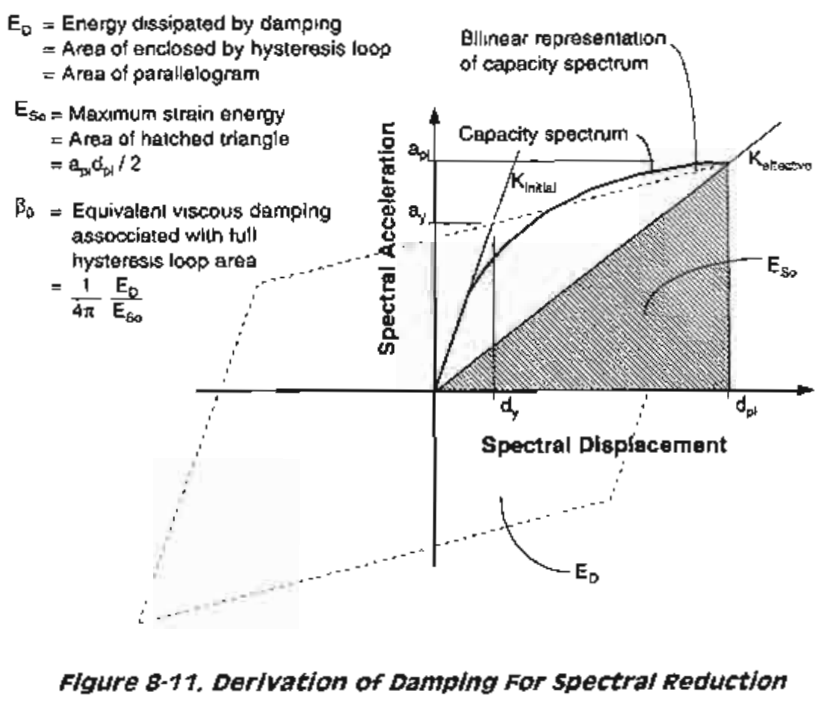 E_D = Energy dissipated by damping
= Area of enclosed by hysteresis loop
= Area of parallelogram
E_So = Maximum strain energy
= Area of hatched triangle
= a_pi d_pi / 2
β_0 = Equivalent viscous damping
associated with full
hysteresis loop area
= 1/4π E_D/E_So
Bilinear representation
of capacity spectrum
Capacity spectrum
a_pi
K_initial
K_effective
a_y
Spectral Acceleration
E_So
d_y
d_pi
Spectral Displacement
E_D
Figure 8-11. Derivation of Damping For Spectral Reduction